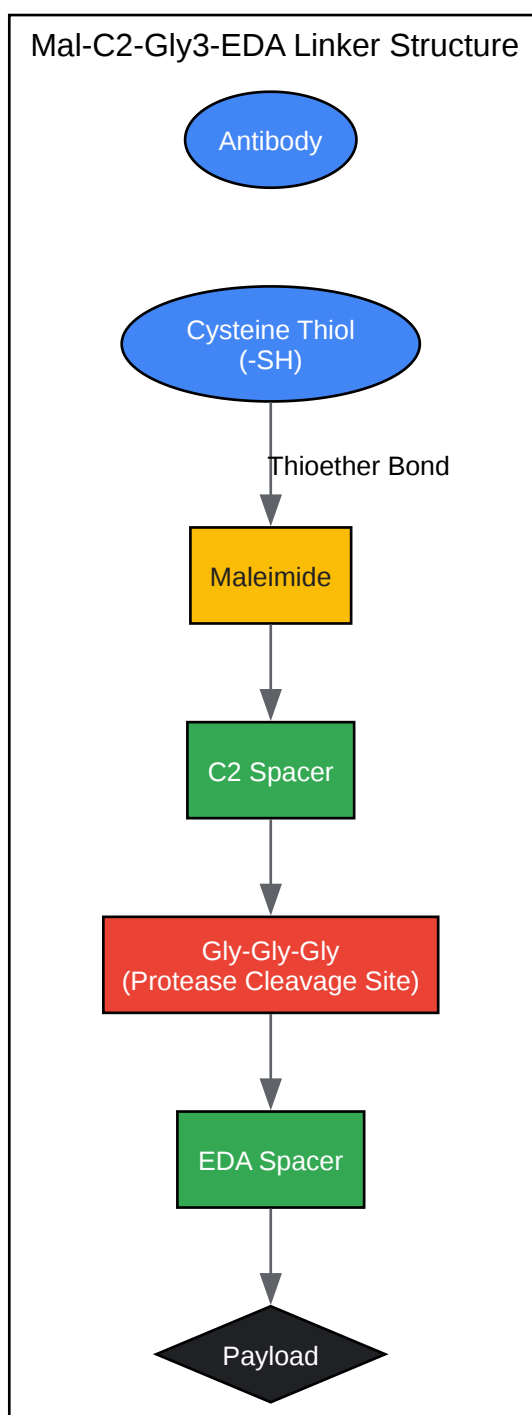 Mal-C2-Gly3-EDA Linker Structure
Antibody
Cysteine Thiol
(-SH)
Thioether Bond
Maleimide
C2 Spacer
Gly-Gly-Gly
(Protease Cleavage Site)
EDA Spacer
Payload